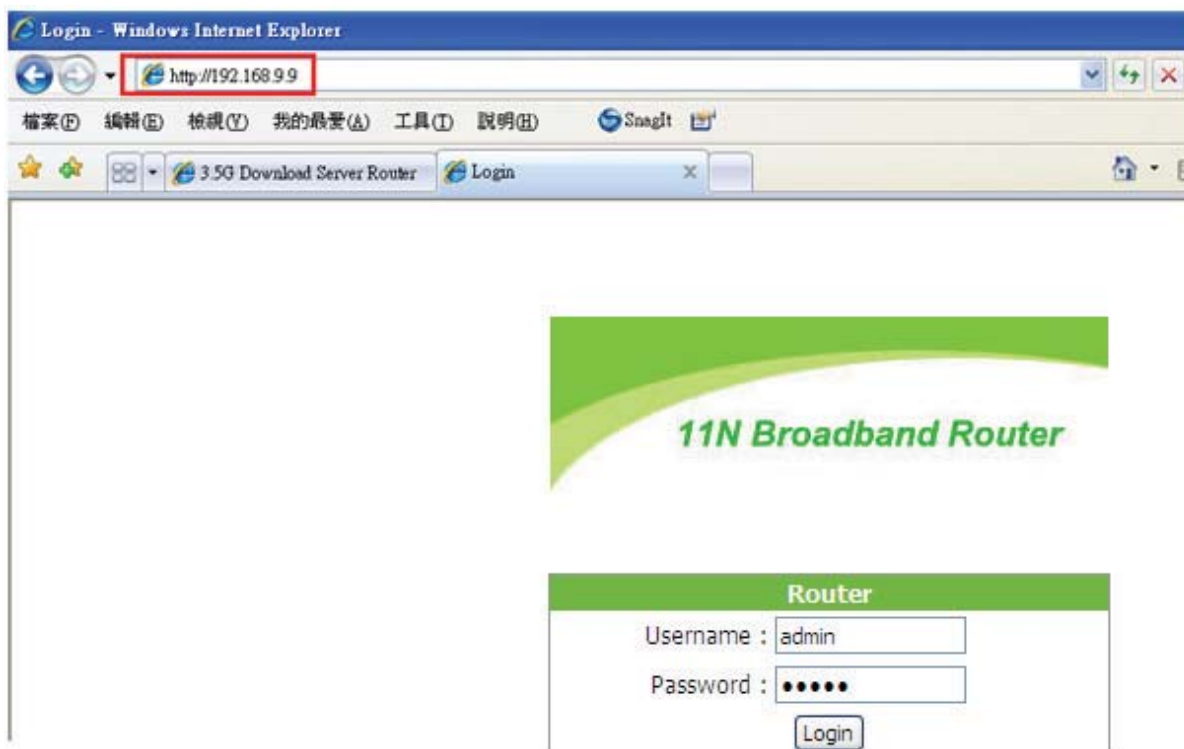 Login - Windows Internet Explorer
http://192.168.9.9
檔案(F) 編輯(E) 檢視(V) 我的最愛(A) 工具(T) 說明(H) SnagIt
3.5G Download Server Router Login
11N Broadband Router
Router
Username : admin
Password : •••••
Login